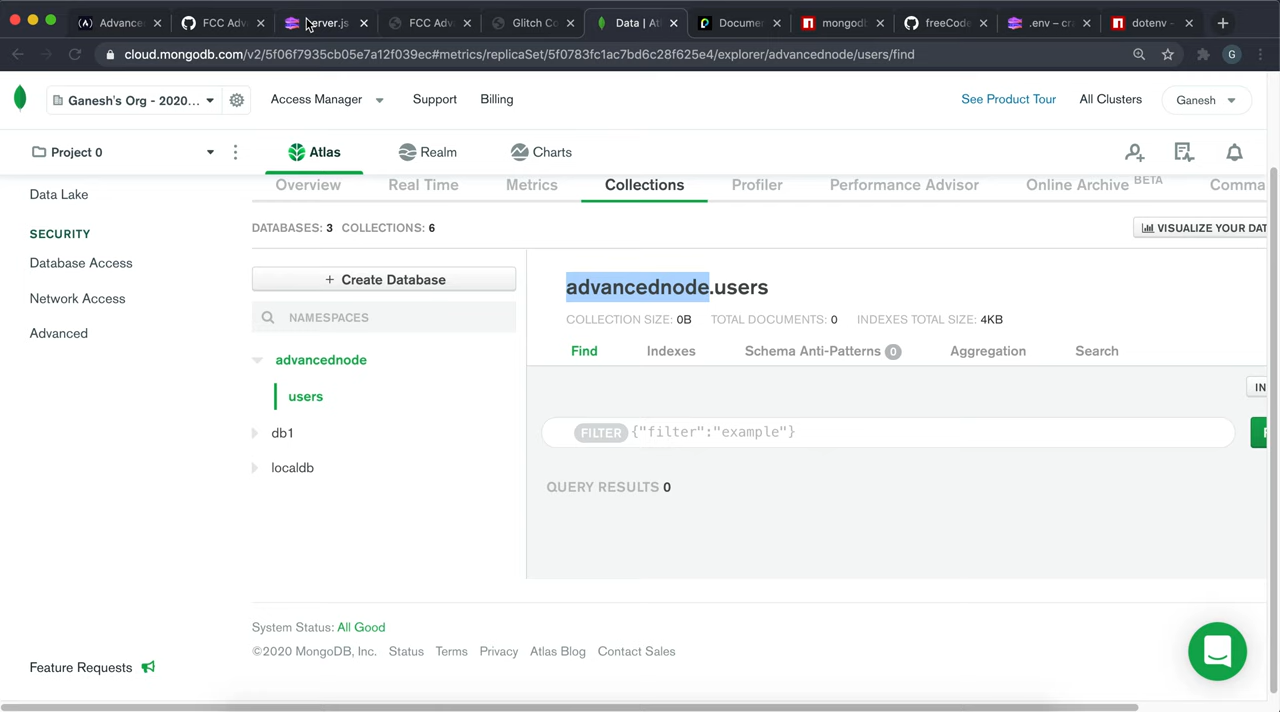 Advance
FCC Adv
server.js
FCC Adv
Glitch Co
Data | Atl
Docume
mongod
freeCode
.env – cr
dotenv -
cloud.mongodb.com/v2/5f06f7935cb05e7a12f039ec#metrics/replicaSet/5f0783fc1ac7bd6c28f625e4/explorer/advancednode/users/find
G
Ganesh's Org - 2020...
Access Manager
Support
Billing
See Product Tour
All Clusters
Ganesh
Project 0
Atlas
Realm
Charts
Data Lake
Overview
Real Time
Metrics
Collections
Profiler
Performance Advisor
Online Archive BETA
Comma
SECURITY
Database Access
Network Access
Advanced
DATABASES: 3 COLLECTIONS: 6
VISUALIZE YOUR DAT
+ Create Database
NAMESPACES
advancednode
users
db1
localdb
advancednode.users
COLLECTION SIZE: 0B TOTAL DOCUMENTS: 0 INDEXES TOTAL SIZE: 4KB
Find
Indexes
Schema Anti-Patterns 0
Aggregation
Search
IN
FILTER {"filter":"example"}
QUERY RESULTS 0
System Status: All Good
©2020 MongoDB, Inc. Status Terms Privacy Atlas Blog Contact Sales
Feature Requests